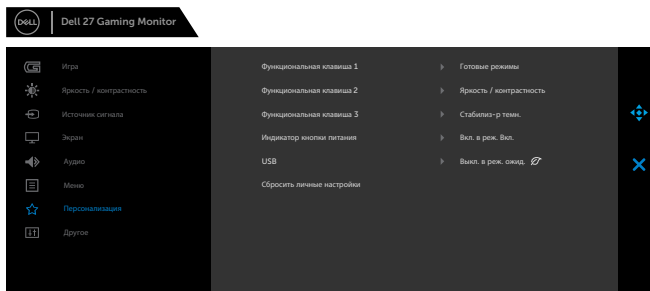 DELL
Dell 27 Gaming Monitor
Игра
Яркость / контрастность
Источник сигнала
Экран
Аудио
Меню
Персонализация
Другое
Функциональная клавиша 1
Готовые режимы
Функциональная клавиша 2
Яркость / контрастность
Функциональная клавиша 3
Стабилиз-р темн.
Индикатор кнопки питания
Вкл. в реж. Вкл.
USB
Выкл. в реж. ожид.
Сбросить личные настройки